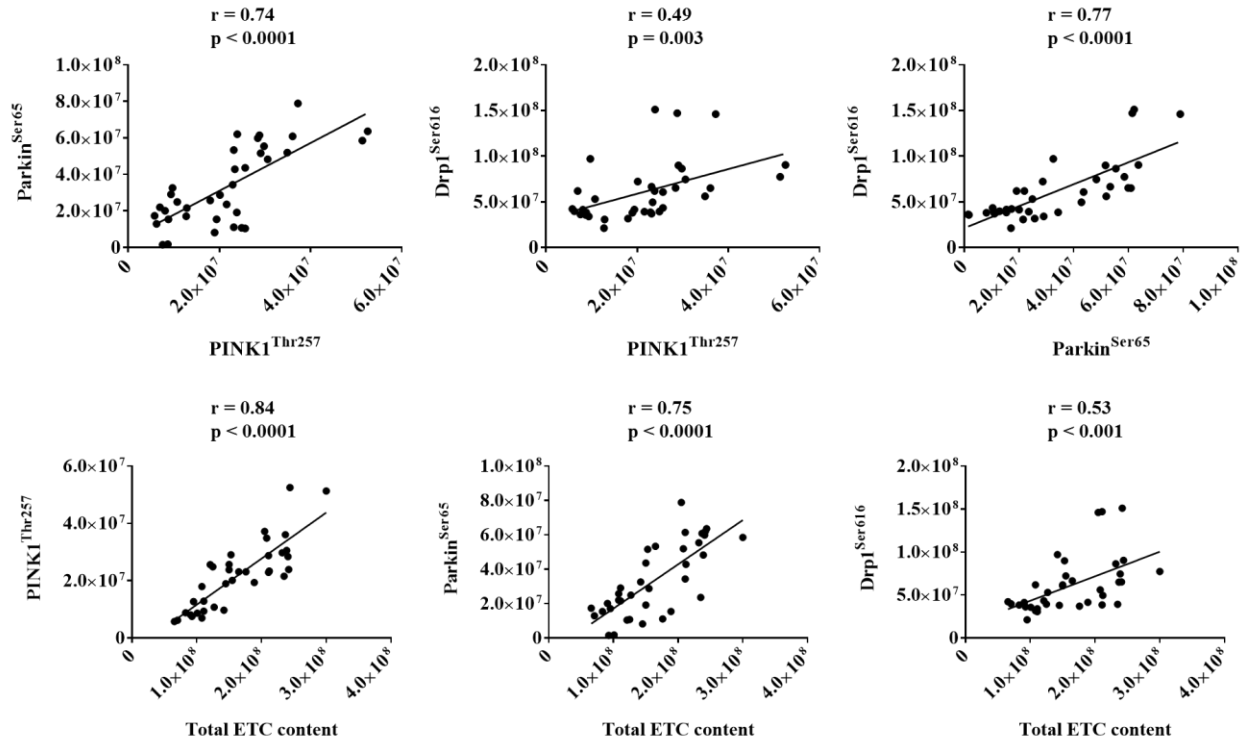 r = 0.74
p < 0.0001
Parkin^Ser65
1.0×10^8
8.0×10^7
6.0×10^7
4.0×10^7
2.0×10^7
0
0
2.0×10^7
4.0×10^7
6.0×10^7
PINK1^Thr257
r = 0.49
p = 0.003
Drp1^Ser616
2.0×10^8
1.5×10^8
1.0×10^8
5.0×10^7
0
0
2.0×10^7
4.0×10^7
6.0×10^7
PINK1^Thr257
r = 0.77
p < 0.0001
Drp1^Ser616
2.0×10^8
1.5×10^8
1.0×10^8
5.0×10^7
0
0
2.0×10^7
4.0×10^7
6.0×10^7
8.0×10^7
1.0×10^8
Parkin^Ser65
r = 0.84
p < 0.0001
PINK1^Thr257
6.0×10^7
4.0×10^7
2.0×10^7
0
0
1.0×10^8
2.0×10^8
3.0×10^8
4.0×10^8
Total ETC content
r = 0.75
p < 0.0001
Parkin^Ser65
1.0×10^8
8.0×10^7
6.0×10^7
4.0×10^7
2.0×10^7
0
0
1.0×10^8
2.0×10^8
3.0×10^8
4.0×10^8
Total ETC content
r = 0.53
p < 0.001
Drp1^Ser616
2.0×10^8
1.5×10^8
1.0×10^8
5.0×10^7
0
0
1.0×10^8
2.0×10^8
3.0×10^8
4.0×10^8
Total ETC content